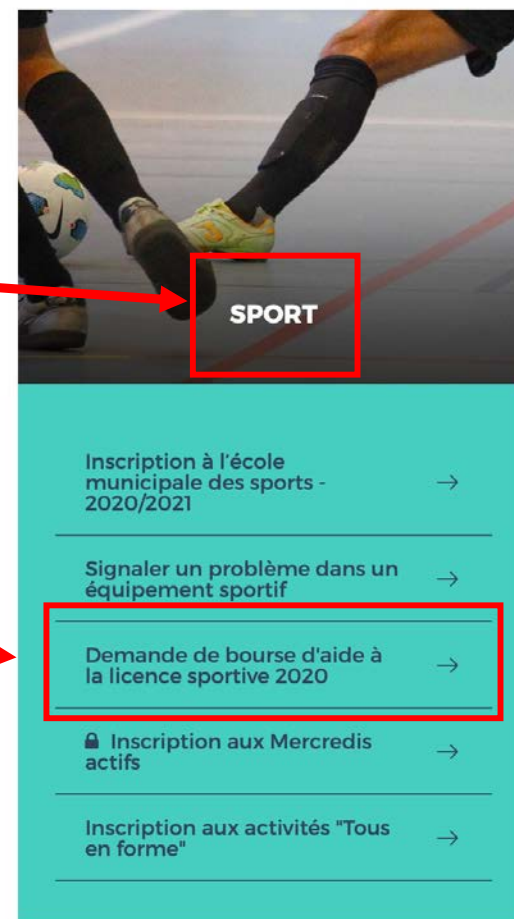 SPORT
Inscription à l'école
municipale des sports -
2020/2021
Signaler un problème dans un
équipement sportif
Demande de bourse d'aide à
la licence sportive 2020
Inscription aux Mercredis
actifs
Inscription aux activités "Tous
en forme"